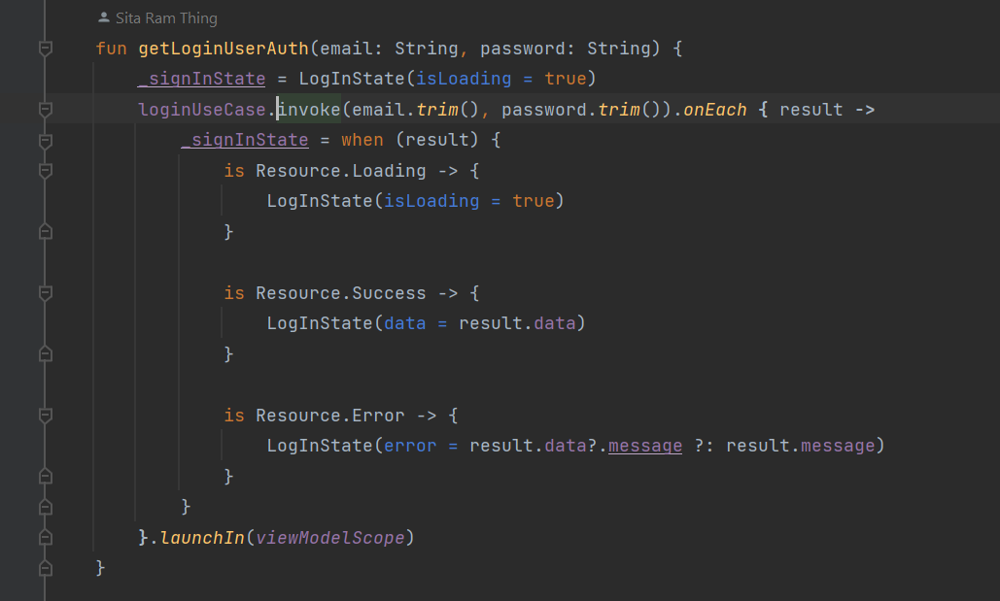 Sita Ram Thing
fun getLoginUserAuth(email: String, password: String) {
_signInState = LogInState(isLoading = true)
loginUseCase.invoke(email.trim(), password.trim()).onEach { result ->
_signInState = when (result) {
is Resource.Loading -> {
LogInState(isLoading = true)
}
is Resource.Success -> {
LogInState(data = result.data)
}
is Resource.Error -> {
LogInState(error = result.data?.message ?: result.message)
}
}
}.launchIn(viewModelScope)
}